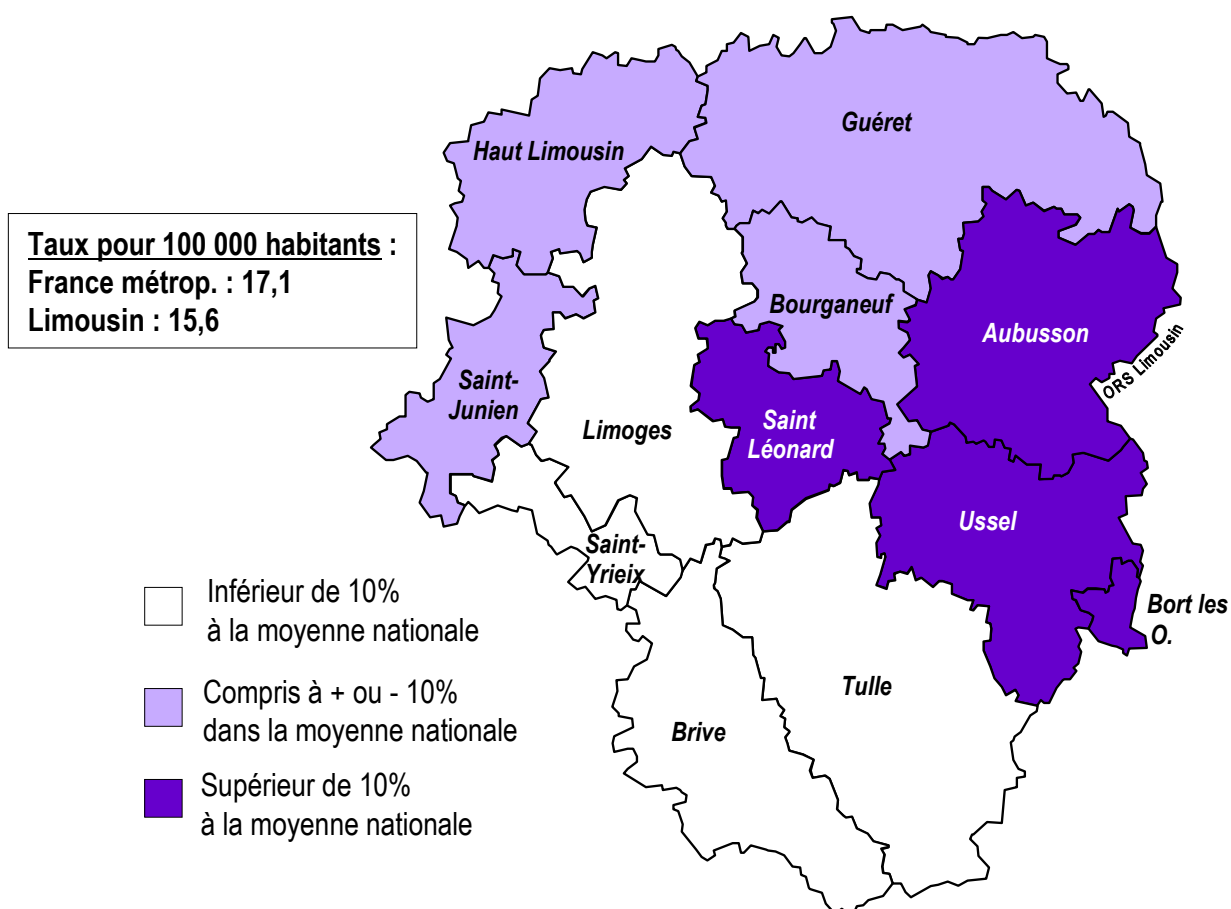 Guéret
Haut Limousin
Taux pour 100 000 habitants :
France métrop. : 17,1
Limousin : 15,6
Bourganeuf
Aubusson
ORS Limousin
Saint-
Junien
Limoges
Saint
Léonard
Ussel
Saint-
Yrieix
Inférieur de 10%
à la moyenne nationale
Bort les
O.
Compris à + ou - 10%
dans la moyenne nationale
Tulle
Brive
Supérieur de 10%
à la moyenne nationale